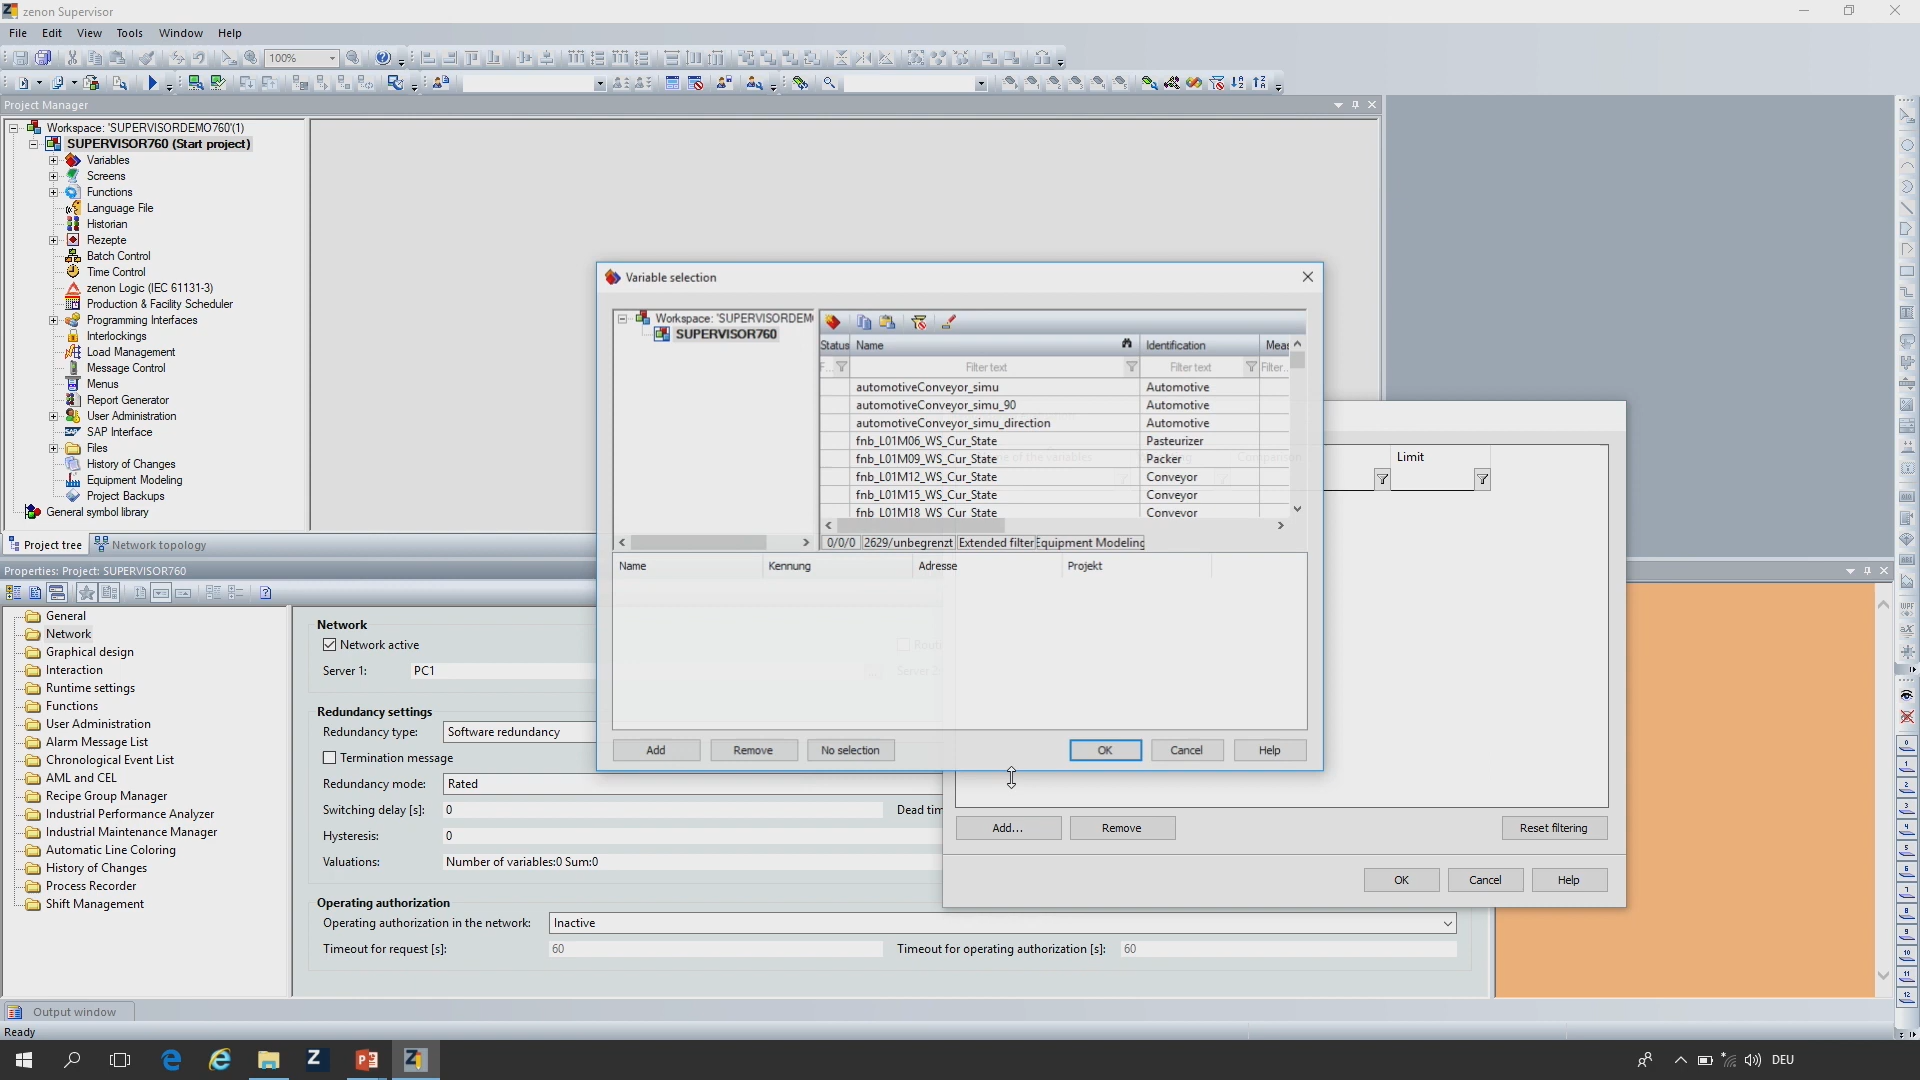 zenon Supervisor
File Edit View Tools Window Help
100%
Project Manager
Workspace: 'SUPERVISORDEMO760'(1)
SUPERVISOR760 (Start project)
Variables
Screens
Functions
Language File
Historian
Rezepte
Batch Control
Time Control
zenon Logic (IEC 61131-3)
Production & Facility Scheduler
Programming Interfaces
Interlockings
Load Management
Message Control
Menus
Report Generator
User Administration
SAP Interface
Files
History of Changes
Equipment Modeling
Project Backups
General symbol library
Project tree Network topology
Variable selection
Workspace: 'SUPERVISORDEM
SUPERVISOR760
Status Name Identification Meas
F... Filter text Filter text Filter...
automotiveConveyor_simu Automotive
automotiveConveyor_simu_90 Automotive
automotiveConveyor_simu_direction Automotive
fnb_L01M06_WS_Cur_State Pasteurizer
fnb_L01M09_WS_Cur_State Packer
fnb_L01M12_WS_Cur_State Conveyor
fnb_L01M15_WS_Cur_State Conveyor
fnb_L01M18_WS_Cur_State Conveyor
0/0/0 2629/unbegrenzt Extended filter Equipment Modeling
Name Kennung Adresse Projekt
Add Remove No selection OK Cancel Help
Limit
Add... Remove Reset filtering
OK Cancel Help
Properties: Project: SUPERVISOR760
General
Network
Graphical design
Interaction
Runtime settings
Functions
User Administration
Alarm Message List
Chronological Event List
AML and CEL
Recipe Group Manager
Industrial Performance Analyzer
Industrial Maintenance Manager
Automatic Line Coloring
History of Changes
Process Recorder
Shift Management
Network
Network active
Server 1: PC1
Redundancy settings
Redundancy type: Software redundancy
Termination message
Redundancy mode: Rated
Switching delay [s]: 0 Dead tim
Hysteresis: 0
Valuations: Number of variables:0 Sum:0
Operating authorization
Operating authorization in the network: Inactive
Timeout for request [s]: 60 Timeout for operating authorization [s]: 60
Output window
Ready
DEU